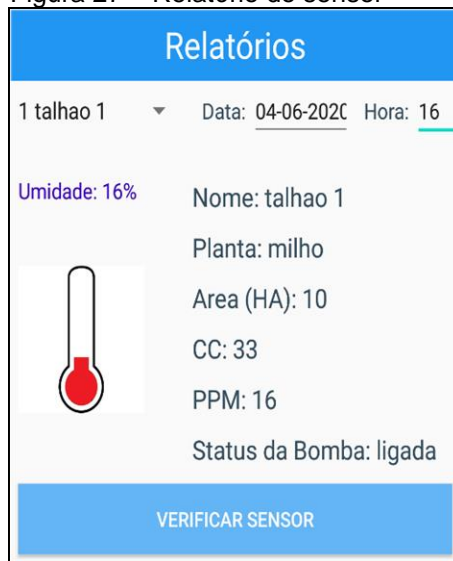 Relatórios
1 talhao 1 Data: 04-06-2020 Hora: 16
Umidade: 16%
Nome: talhao 1
Planta: milho
Area (HA): 10
CC: 33
PPM: 16
Status da Bomba: ligada
VERIFICAR SENSOR